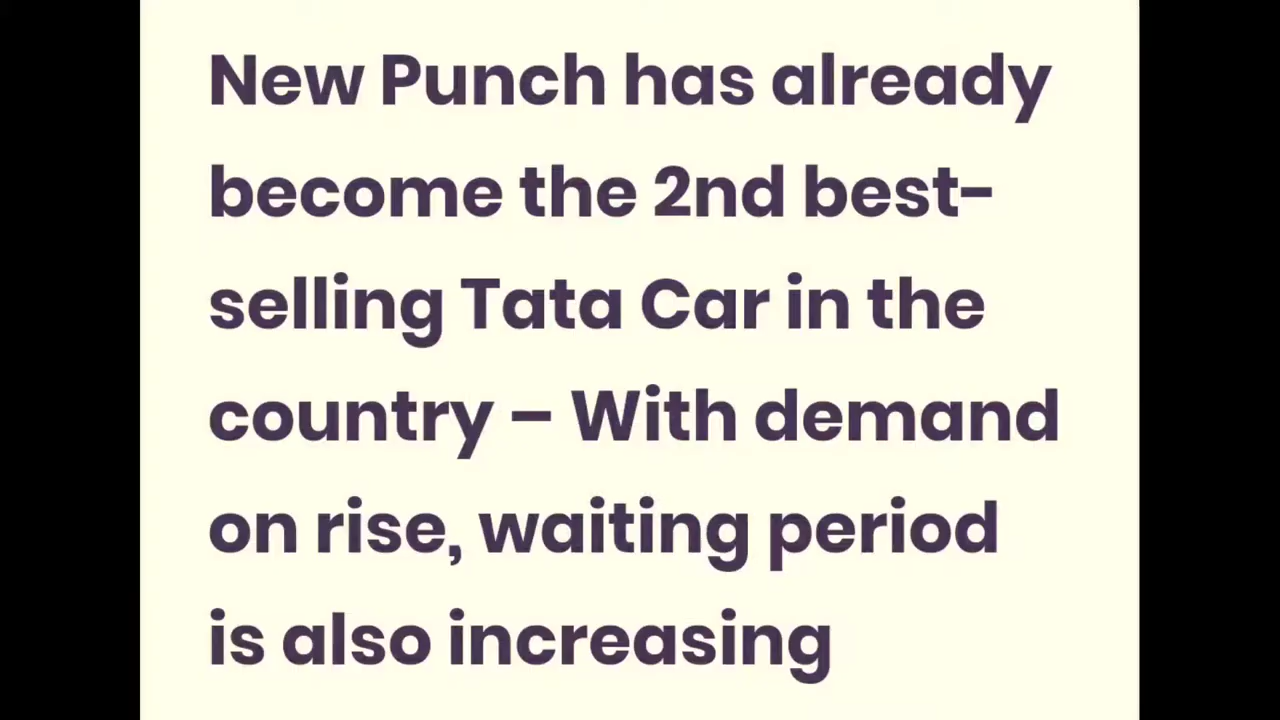 New Punch has already
become the 2nd best-
selling Tata Car in the
country – With demand
on rise, waiting period
is also increasing